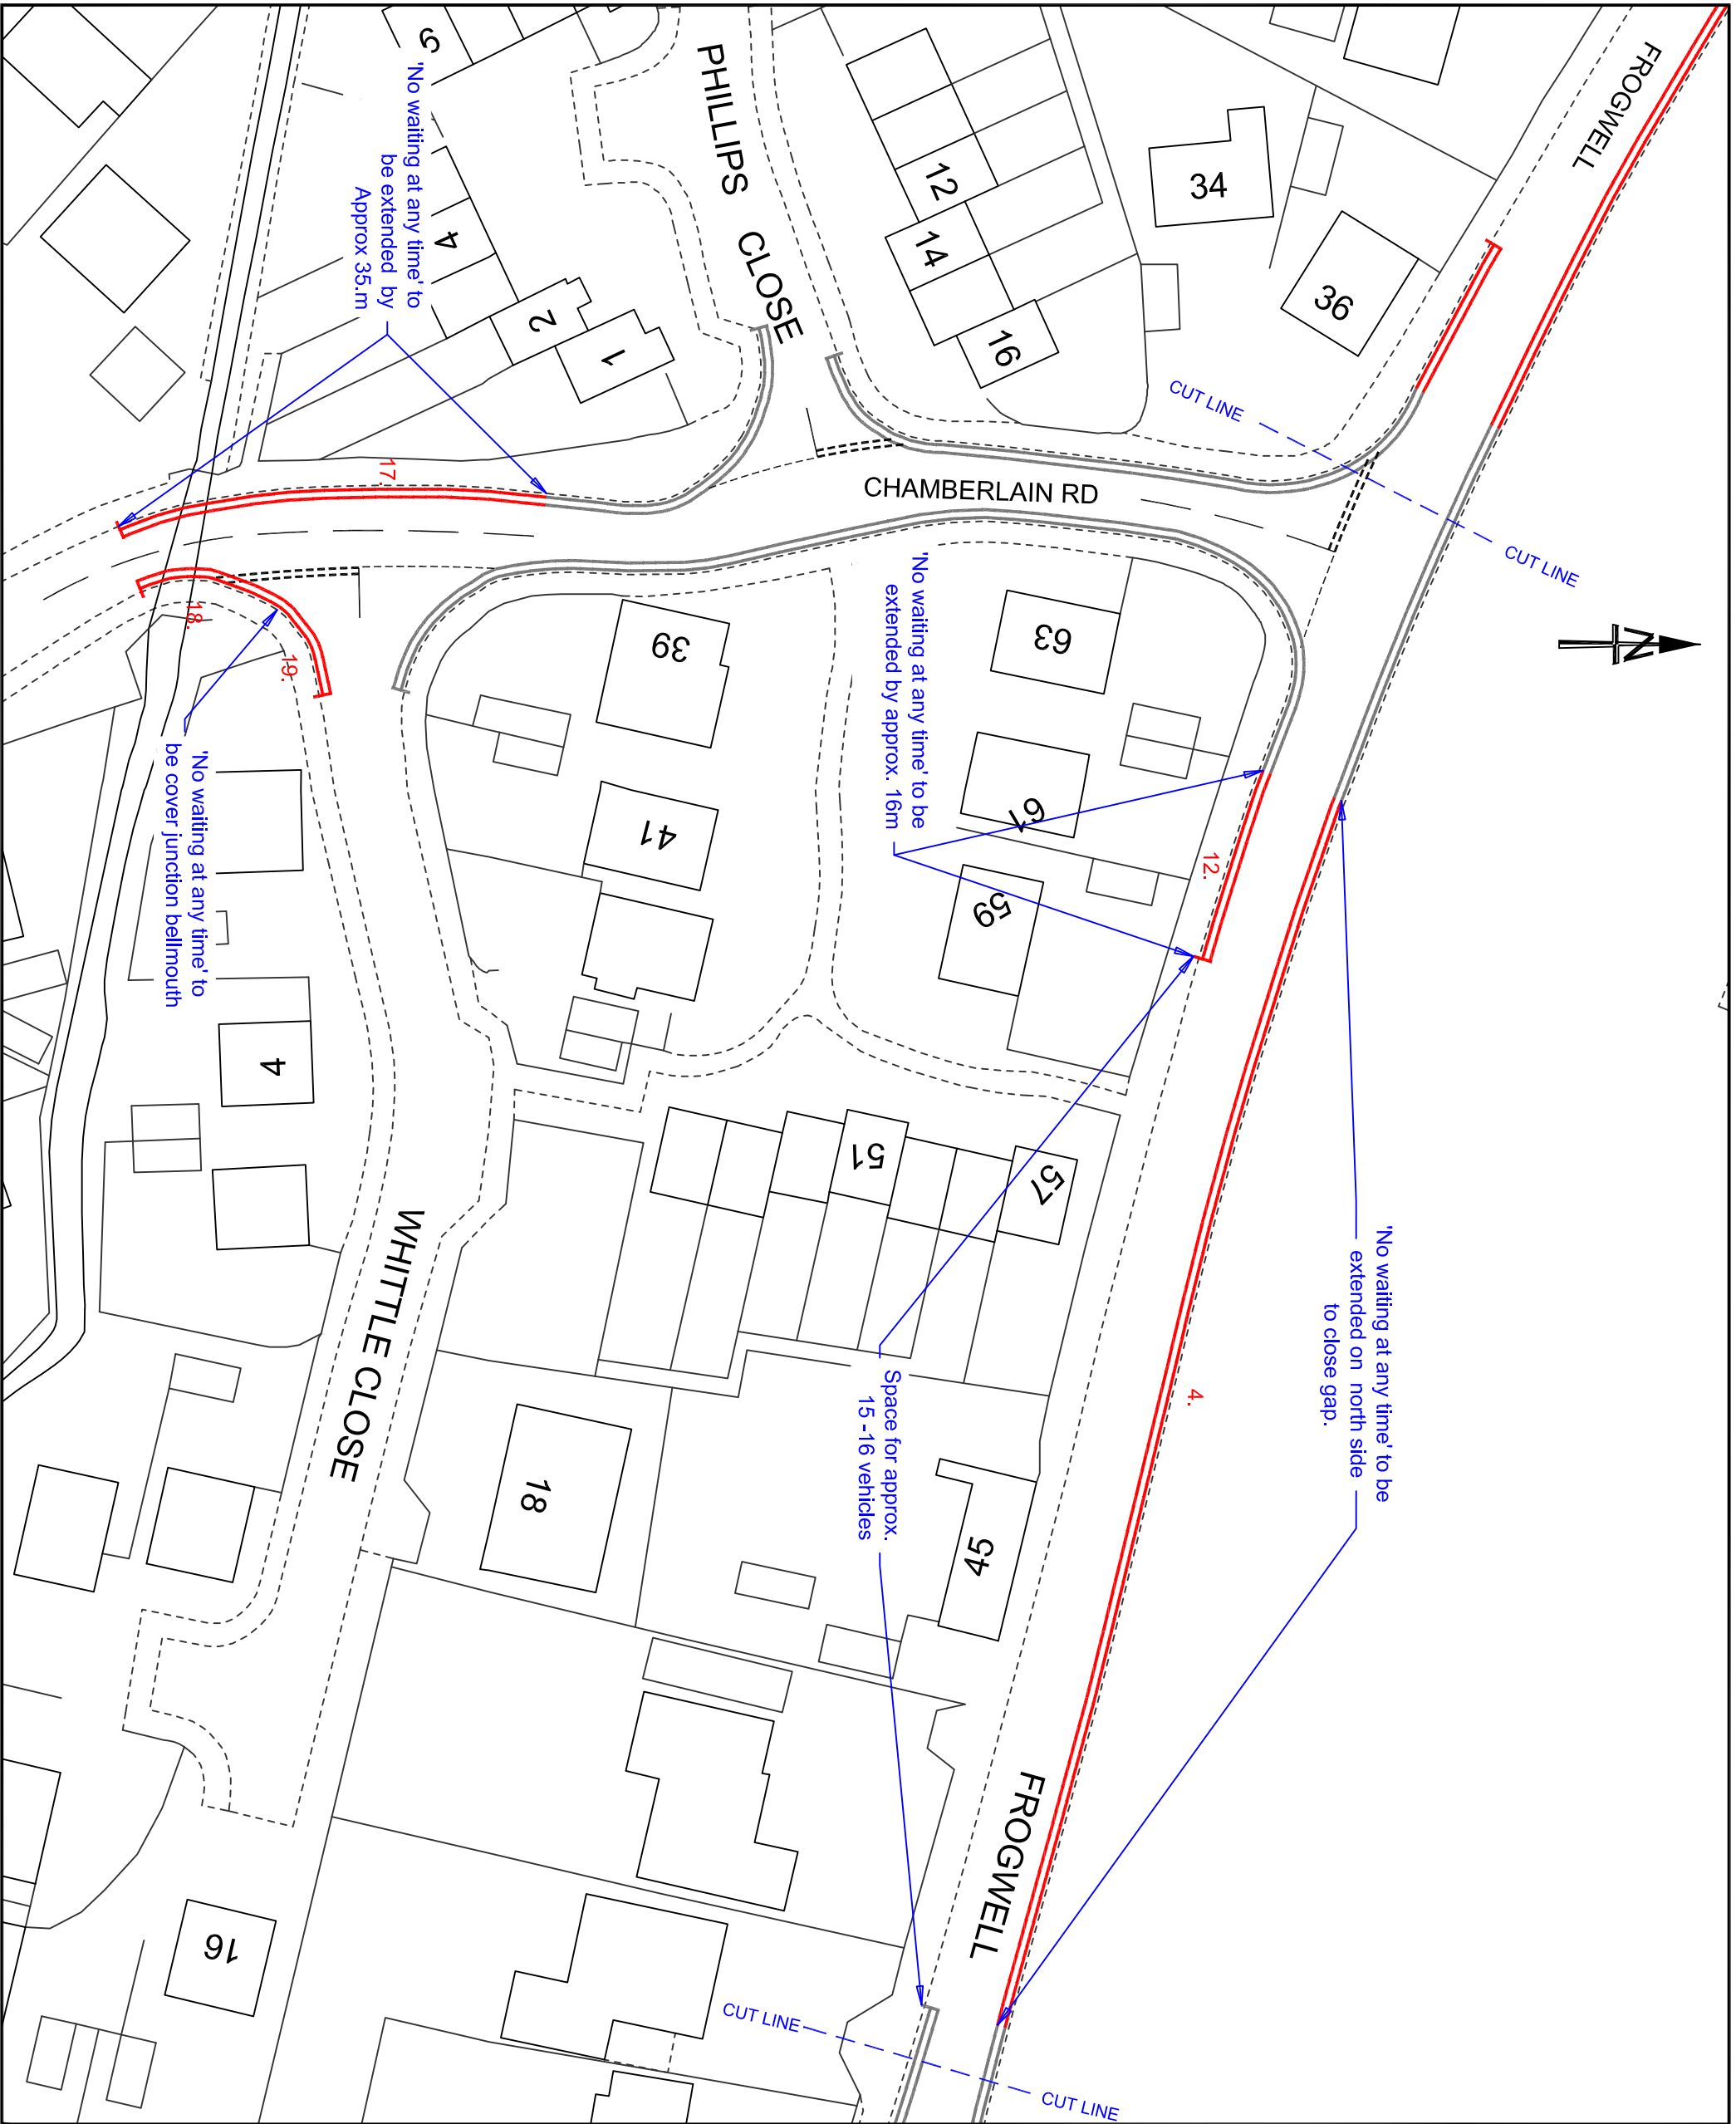 FROGWELL
PHILLIPS CLOSE
9
'No waiting at any time' to
be extended by
Approx 35.m
4
2
1
12
14
16
34
36
CUT LINE
CUT LINE
N
CHAMBERLAIN RD
17.
18.
19.
'No waiting at any time' to
be cover junction bellmouth
39
41
'No waiting at any time' to be
extended by approx. 16m
63
61
59
12.
51
57
4
WHITTLE CLOSE
18
45
16
'No waiting at any time' to be
extended on north side
to close gap.
4.
Space for approx.
15 -16 vehicles
FROGWELL
CUT LINE
CUT LINE